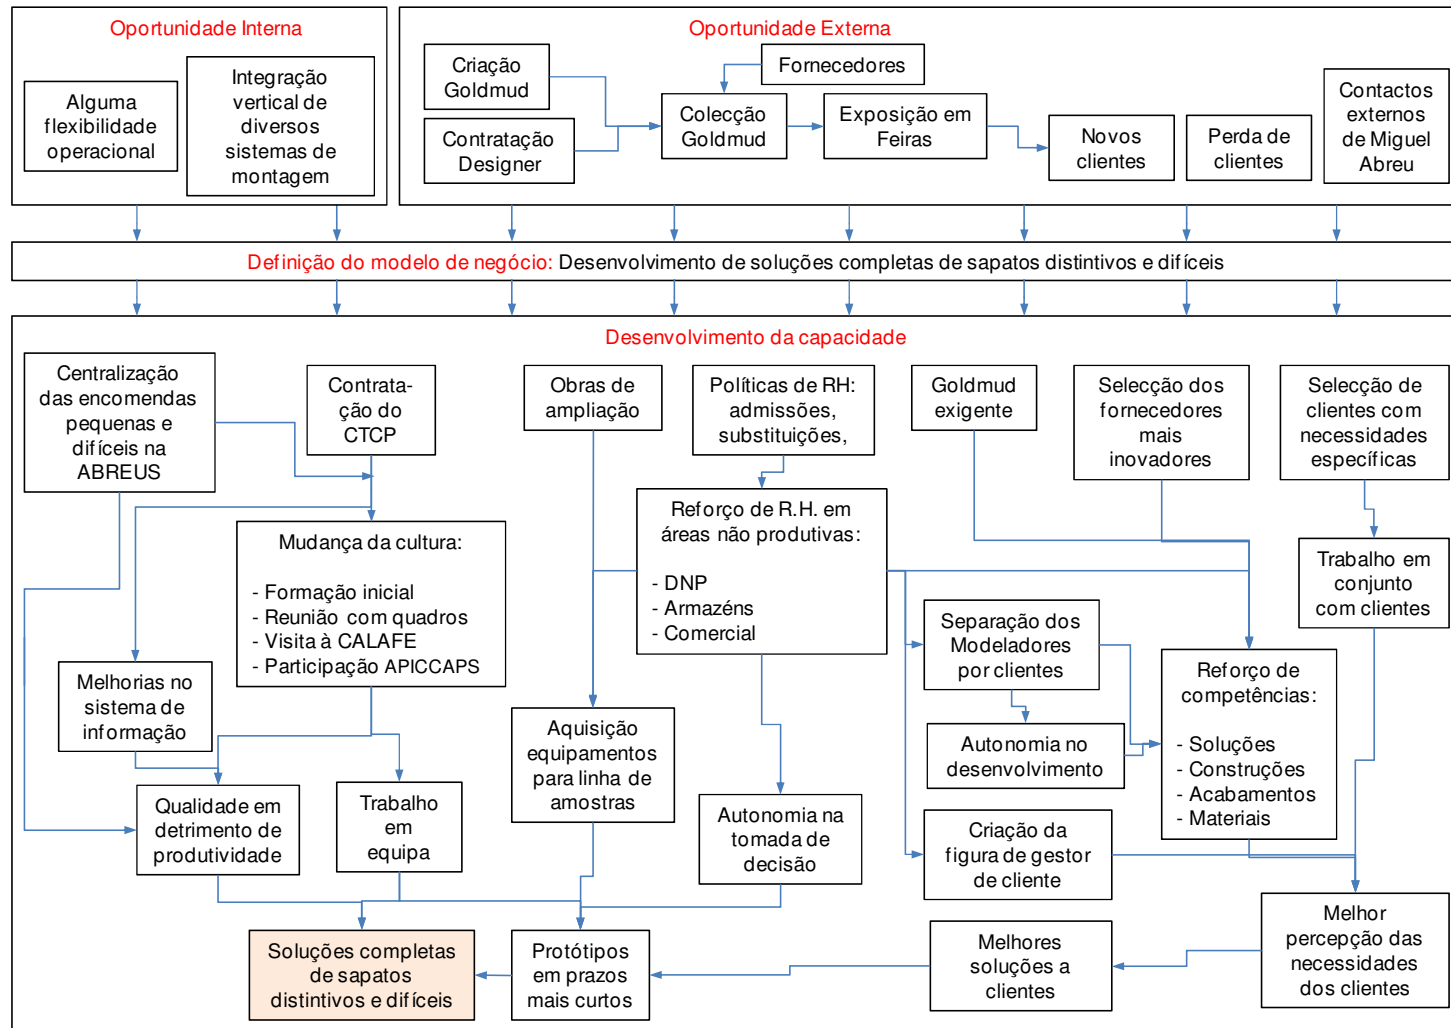 Oportunidade Interna
Alguma
flexibilidade
operacional
Integração
vertical de
diversos
sistemas de
montagem
Oportunidade Externa
Criação
Goldmud
Contratação
Designer
Fornecedores
Colecção
Goldmud
Exposição em
Feiras
Novos
clientes
Perda de
clientes
Contactos
externos
de Miguel
Abreu
Definição do modelo de negócio: Desenvolvimento de soluções completas de sapatos distintivos e difíceis
Desenvolvimento da capacidade
Centralização
das encomendas
pequenas e
difíceis na
ABREUS
Contrata-
ção do
CTCP
Obras de
ampliação
Políticas de RH:
admissões,
substituições,
Goldmud
exigente
Selecção dos
fornecedores
mais
inovadores
Selecção de
clientes com
necessidades
específicas
Mudança da cultura:
- Formação inicial
- Reunião com quadros
- Visita à CALAFE
- Participação APICCAPS
Reforço de R.H. em
áreas não produtivas:
- DNP
- Armazéns
- Comercial
Trabalho em
conjunto
com clientes
Separação dos
Modeladores
por clientes
Melhorias no
sistema de
informação
Reforço de
competências:
- Soluções
- Construções
- Acabamentos
- Materiais
Aquisição
equipamentos
para linha de
amostras
Autonomia no
desenvolvimento
Qualidade em
detrimento de
produtividade
Trabalho
em
equipa
Autonomia na
tomada de
decisão
Criação da
figura de gestor
de cliente
Soluções completas
de sapatos
distintivos e difíceis
Protótipos
em prazos
mais curtos
Melhores
soluções a
clientes
Melhor
percepção das
necessidades
dos clientes